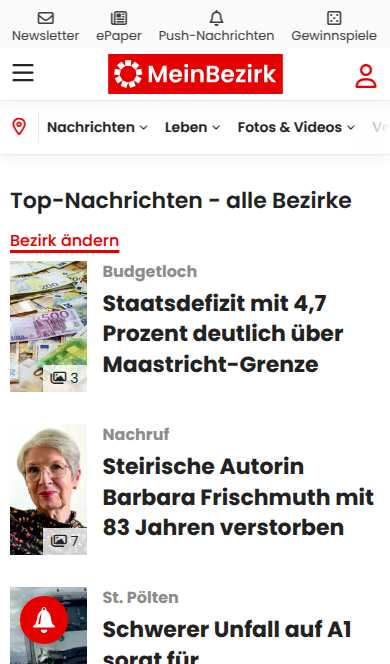 Newsletter ePaper Push-Nachrichten Gewinnspiele
MeinBezirk
Nachrichten Leben Fotos & Videos
Top-Nachrichten - alle Bezirke
Bezirk ändern
Budgetloch
Staatsdefizit mit 4,7
Prozent deutlich über
Maastricht-Grenze
3
Nachruf
Steirische Autorin
Barbara Frischmuth mit
83 Jahren verstorben
7
St. Pölten
Schwerer Unfall auf A1
sorgt für